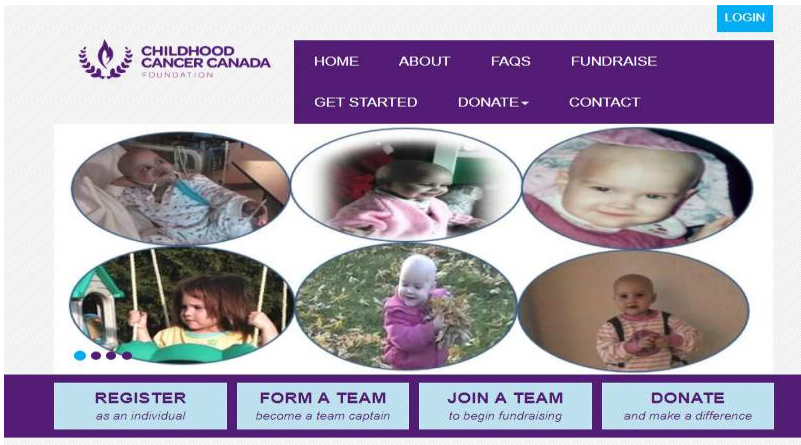 LOGIN
CHILDHOOD
CANCER CANADA
FOUNDATION
HOME ABOUT FAQS FUNDRAISE
GET STARTED DONATE CONTACT
REGISTER
as an individual
FORM A TEAM
become a team captain
JOIN A TEAM
to begin fundraising
DONATE
and make a difference